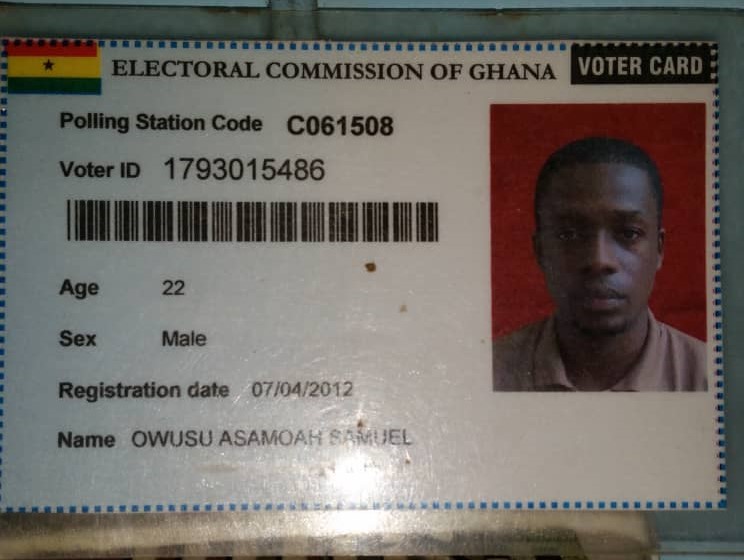 ELECTORAL COMMISSION OF GHANA VOTER CARD
Polling Station Code C061508
Voter ID 1793015486
Age 22
Sex Male
Registration date 07/04/2012
Name OWUSU ASAMOAH SAMUEL